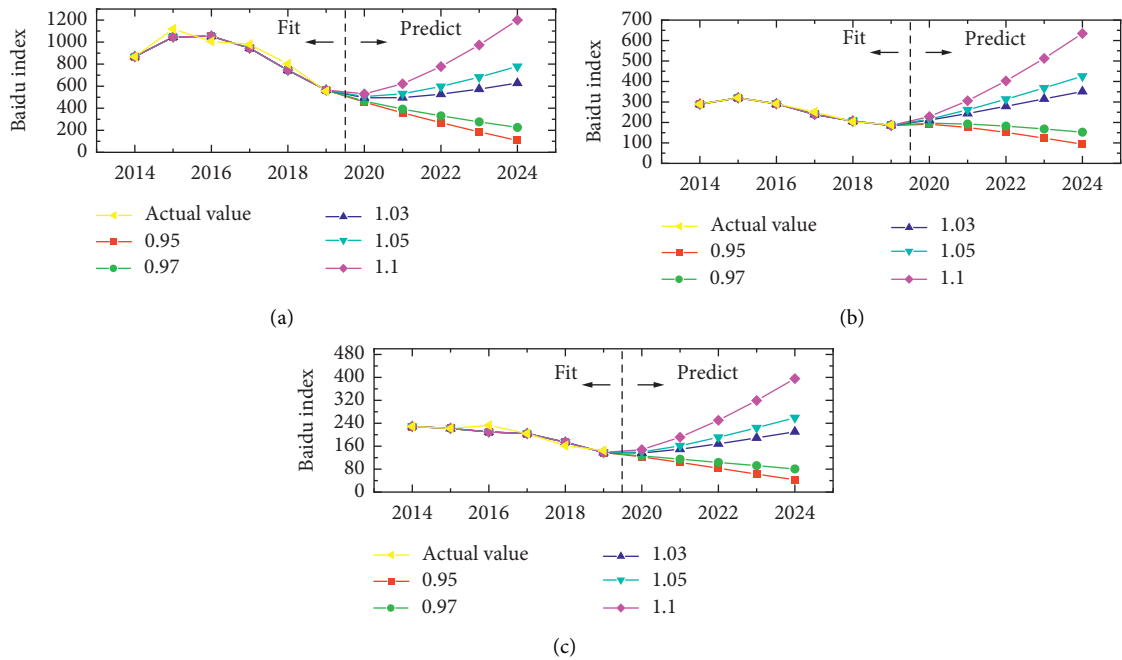 1200
1000
800
600
400
200
0
Baidu index
Fit
Predict
2014 2016 2018 2020 2022 2024
Actual value
0.95
0.97
1.03
1.05
1.1
(a)
700
600
500
400
300
200
100
0
Baidu index
Fit
Predict
2014 2016 2018 2020 2022 2024
Actual value
0.95
0.97
1.03
1.05
1.1
(b)
480
400
320
240
160
80
0
Baidu index
Fit
Predict
2014 2016 2018 2020 2022 2024
Actual value
0.95
0.97
1.03
1.05
1.1
(c)